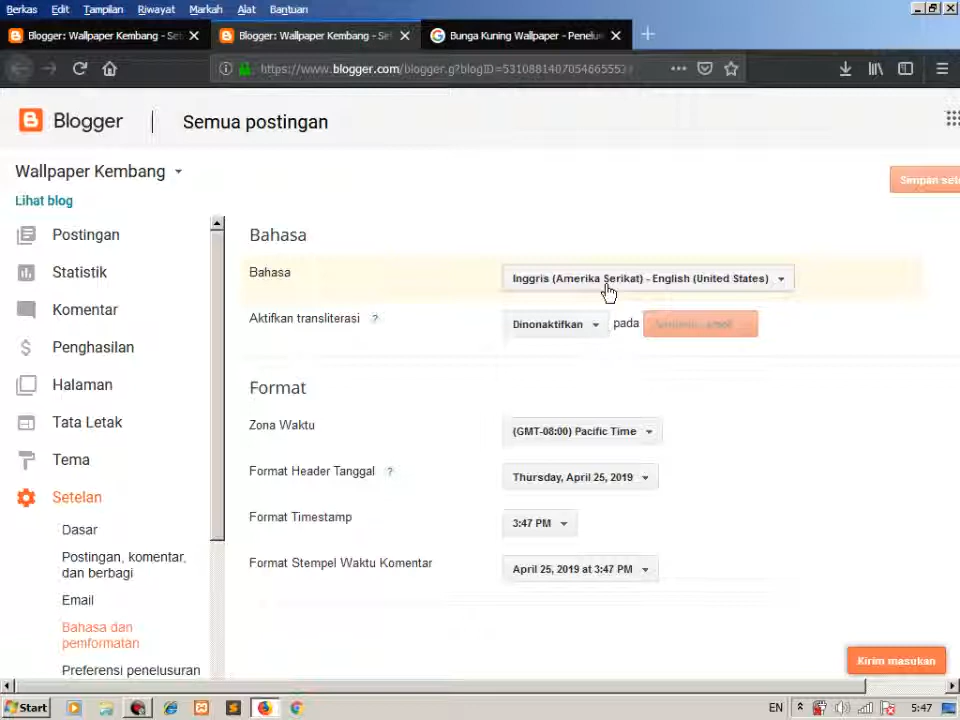 Berkas Edit Tampilan Riwayat Markah Alat Bantuan
Blogger: Wallpaper Kembang - Set
Blogger: Wallpaper Kembang - Set
Bunga Kuning Wallpaper - Penelus
https://www.blogger.com/blogger.g?blogID=5310881407054665553
Blogger
Semua postingan
Wallpaper Kembang
Simpan sete
Lihat blog
Postingan
Statistik
Komentar
Penghasilan
Halaman
Tata Letak
Tema
Setelan
Dasar
Postingan, komentar,
dan berbagi
Email
Bahasa dan
pemformatan
Preferensi penelusuran
Bahasa
Bahasa
Inggris (Amerika Serikat) - English (United States)
Aktifkan transliterasi ?
Dinonaktifkan
pada
Format
Zona Waktu
(GMT-08:00) Pacific Time
Format Header Tanggal ?
Thursday, April 25, 2019
Format Timestamp
3:47 PM
Format Stempel Waktu Komentar
April 25, 2019 at 3:47 PM
Kirim masukan
Start
EN
5:47